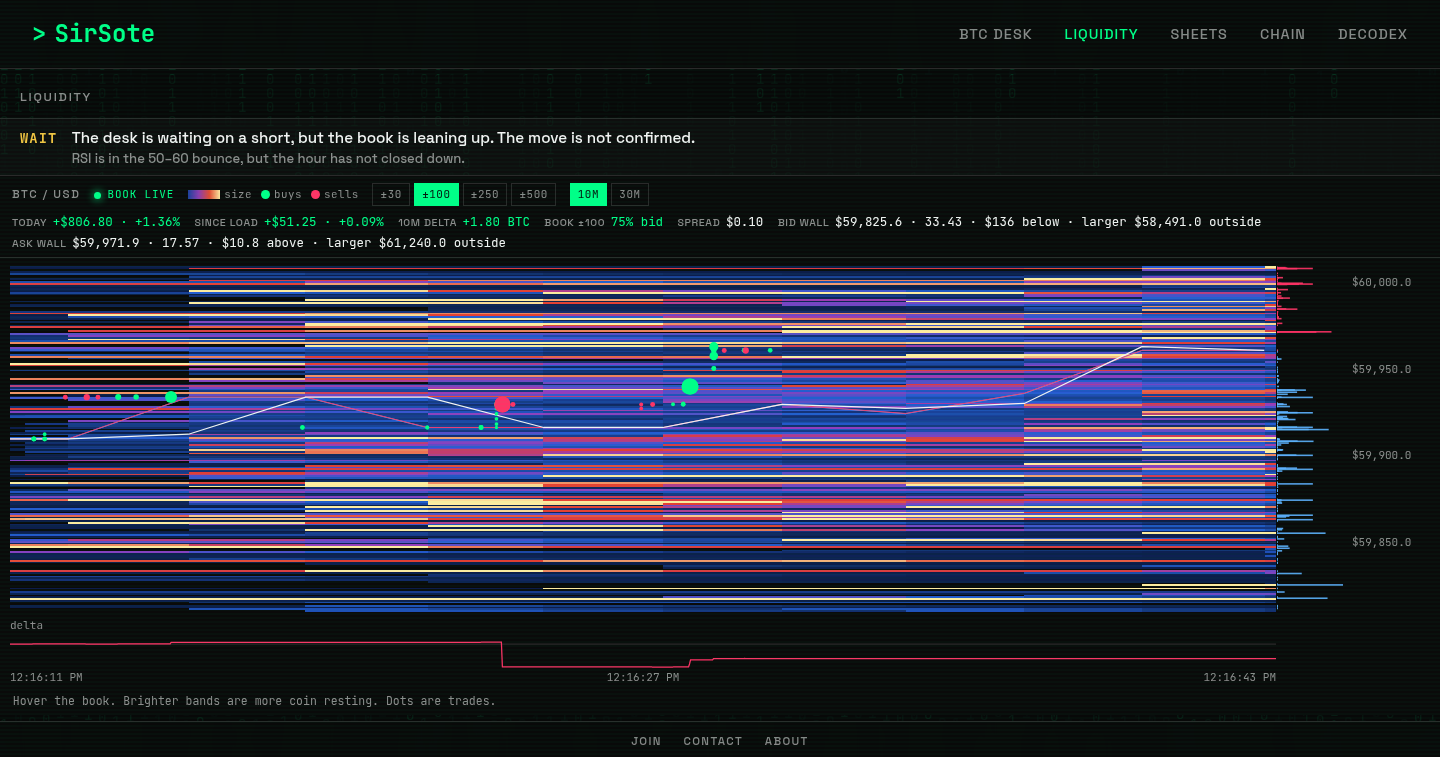 > SirSote
BTC DESK LIQUIDITY SHEETS CHAIN DECODEX
LIQUIDITY
WAIT The desk is waiting on a short, but the book is leaning up. The move is not confirmed.
RSI is in the 50–60 bounce, but the hour has not closed down.
BTC / USD BOOK LIVE size buys sells ±30 ±100 ±250 ±500 10M 30M
TODAY +$806.80 · +1.36% SINCE LOAD +$51.25 · +0.09% 10M DELTA +1.80 BTC BOOK ±100 75% bid SPREAD $0.10 BID WALL $59,825.6 · 33.43 · $136 below · larger $58,491.0 outside
ASK WALL $59,971.9 · 17.57 · $10.8 above · larger $61,240.0 outside
$60,000.0
$59,950.0
$59,900.0
$59,850.0
delta
12:16:11 PM 12:16:27 PM 12:16:43 PM
Hover the book. Brighter bands are more coin resting. Dots are trades.
JOIN CONTACT ABOUT